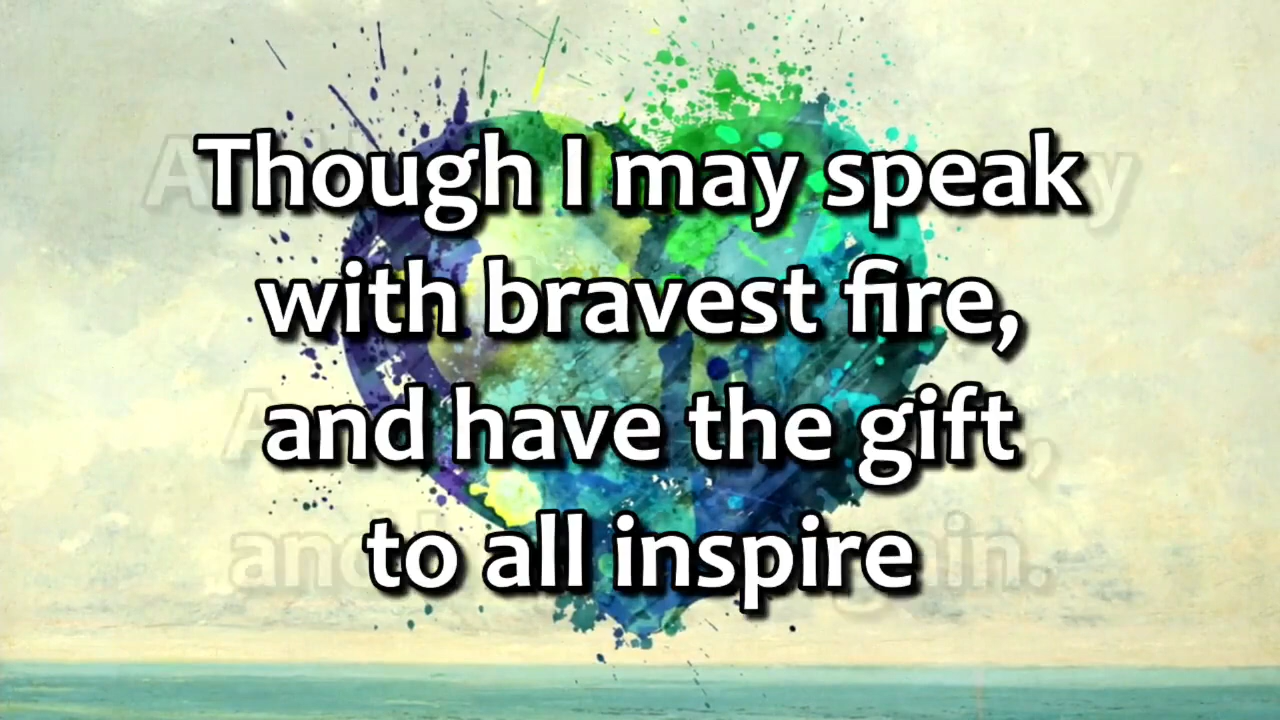 Though I may speak
with bravest fire,
and have the gift
to all inspire